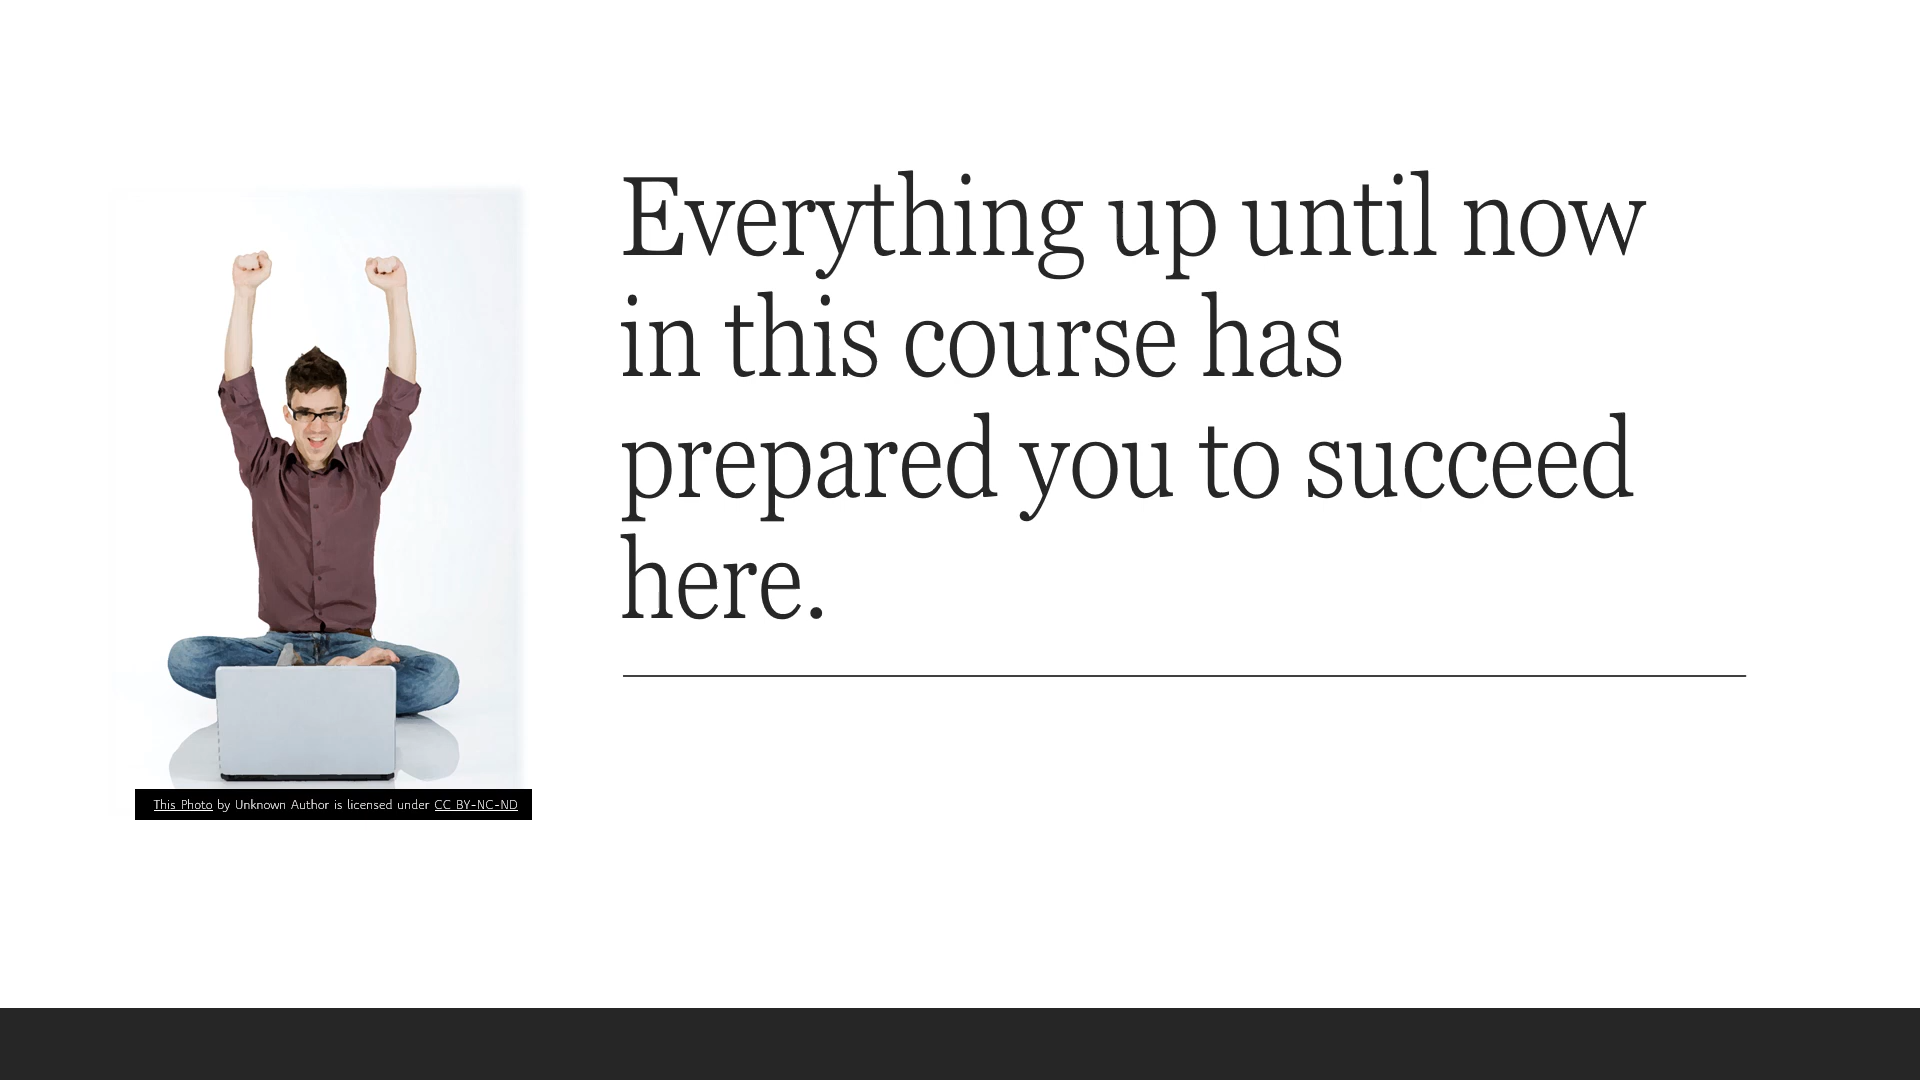 Everything up until now
in this course has
prepared you to succeed
here.
This Photo by Unknown Author is licensed under CC BY-NC-ND